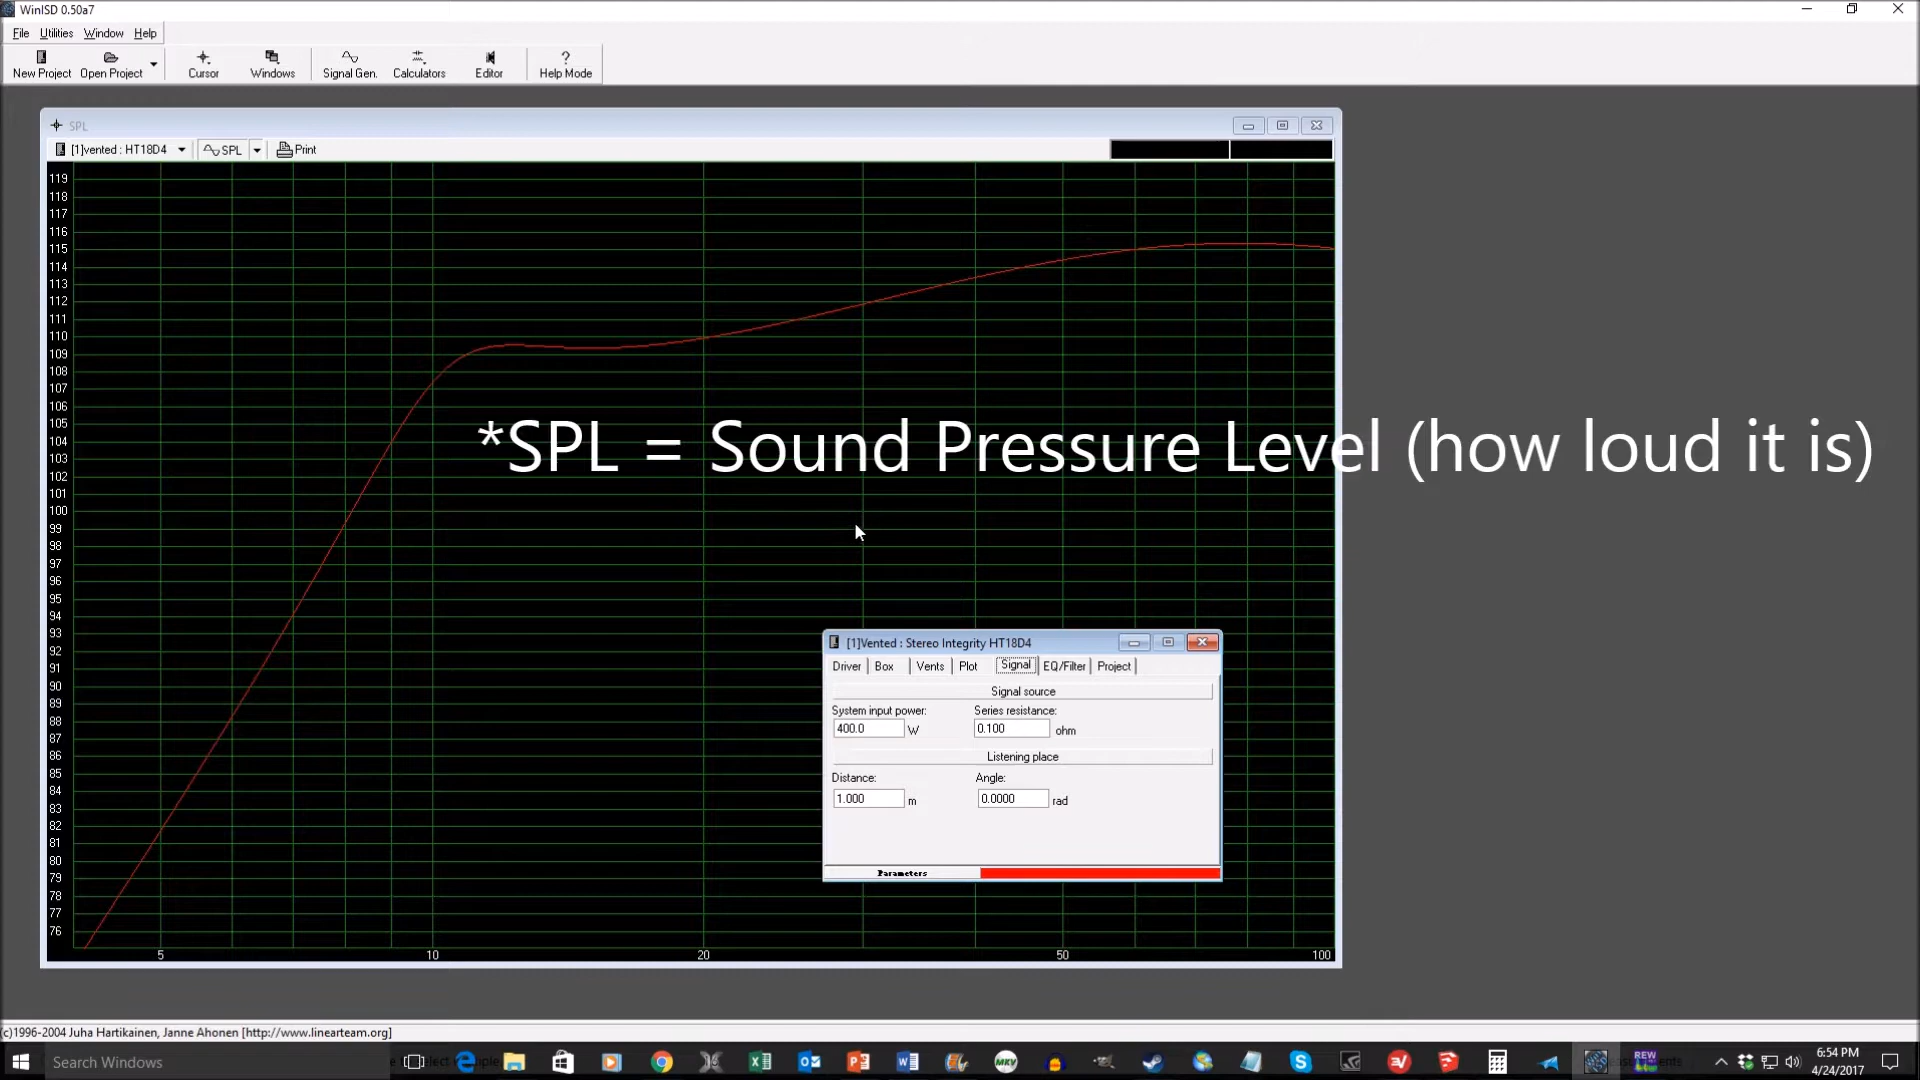 WinISD 0.50a7
File Utilities Window Help
New Project Open Project Cursor Windows Signal Gen. Calculators Editor ? Help Mode
SPL
[1]vented : HT18D4 SPL Print
119
118
117
116
115
114
113
112
111
110
109
108
107
106
105
104
103
102
101
100
99
98
97
96
95
94
93
92
91
90
89
88
87
86
85
84
83
82
81
80
79
78
77
76
5 10 20 50 100
*SPL = Sound Pressure Level (how loud it is)
[1]Vented : Stereo Integrity HT18D4
Driver Box Vents Plot Signal EQ/Filter Project
Signal source
System input power: Series resistance:
400.0 W 0.100 ohm
Listening place
Distance: Angle:
1.000 m 0.0000 rad
Parameters
(c)1996-2004 Juha Hartikainen, Janne Ahonen [http://www.linearteam.org]
Search Windows
MKV
REW
6:54 PM
4/24/2017